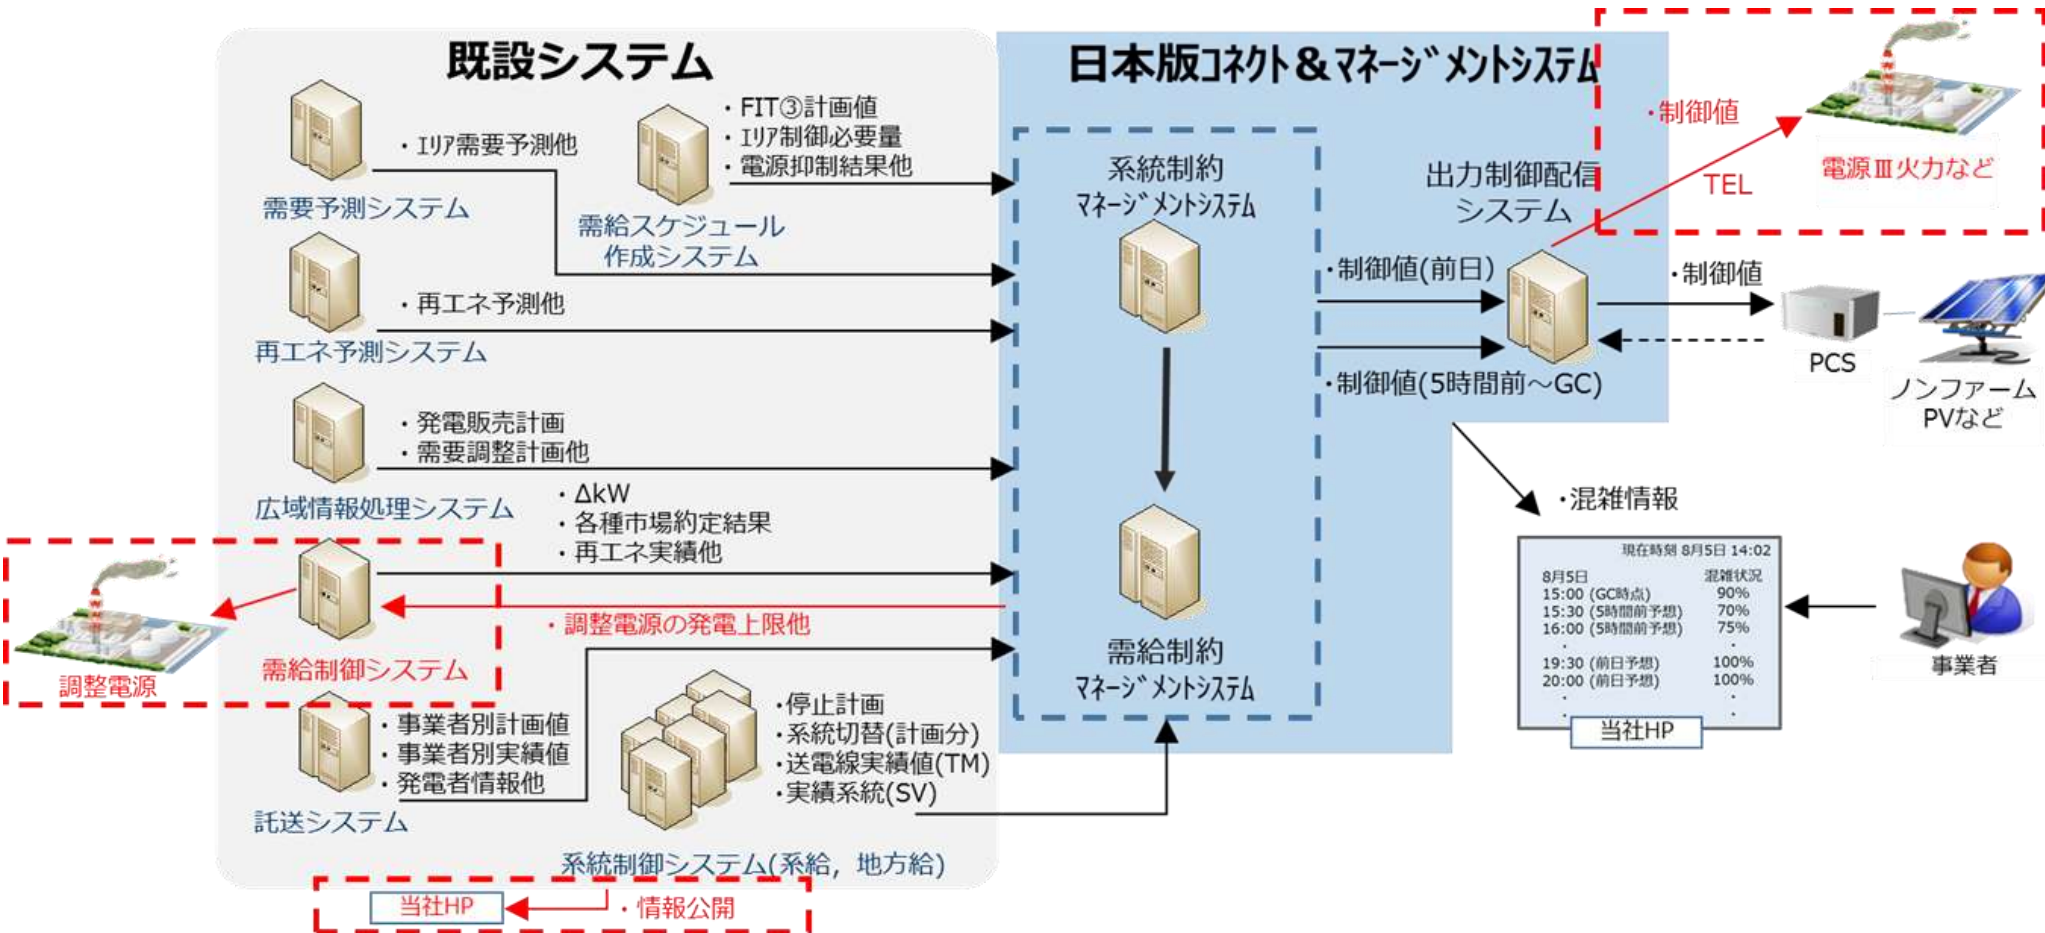 既設システム
日本版ｺﾈｸﾄ&ﾏﾈｰｼﾞﾒﾝﾄｼｽﾃﾑ
・ｴﾘｱ需要予測他
需要予測システム
・FIT③計画値
・ｴﾘｱ制御必要量
・電源抑制結果他
需給スケジュール
作成システム
・再エネ予測他
再エネ予測システム
・発電販売計画
・需要調整計画他
広域情報処理システム
・ΔkW
・各種市場約定結果
・再エネ実績他
・調整電源の発電上限他
需給制御システム
調整電源
・事業者別計画値
・事業者別実績値
・発電者情報他
託送システム
・停止計画
・系統切替(計画分)
・送電線実績値(TM)
・実績系統(SV)
系統制御システム(系給，地方給)
当社HP
・情報公開
系統制約
ﾏﾈｰｼﾞﾒﾝﾄｼｽﾃﾑ
需給制約
ﾏﾈｰｼﾞﾒﾝﾄｼｽﾃﾑ
・制御値(前日)
・制御値(5時間前～GC)
出力制御配信
システム
・制御値
TEL
電源Ⅲ火力など
・制御値
PCS
ノンファーム
PVなど
・混雑情報
現在時刻 8月5日 14:02
8月5日 混雑状況
15:00 (GC時点) 90%
15:30 (5時間前予想) 70%
16:00 (5時間前予想) 75%
・ ・
19:30 (前日予想) 100%
20:00 (前日予想) 100%
・ ・
・ ・
当社HP
事業者